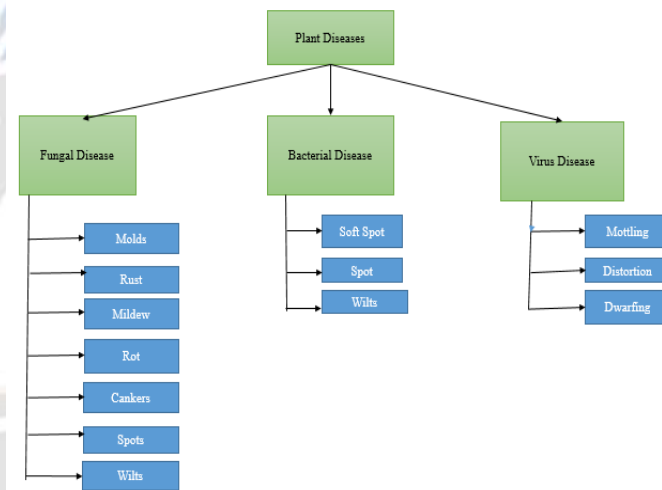 Plant Diseases
Fungal Disease
Bacterial Disease
Virus Disease
Molds
Rust
Mildew
Rot
Cankers
Spots
Wilts
Soft Spot
Spot
Wilts
Mottling
Distortion
Dwarfing